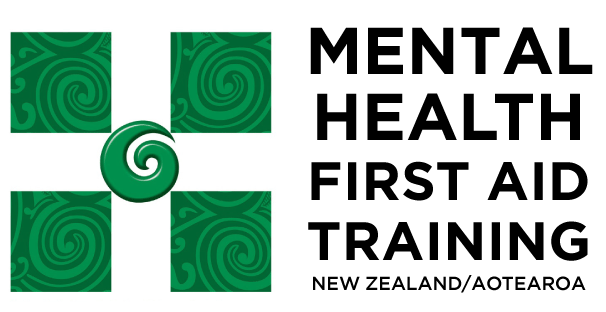 MENTAL
HEALTH
FIRST AID
TRAINING
NEW ZEALAND/AOTEAROA